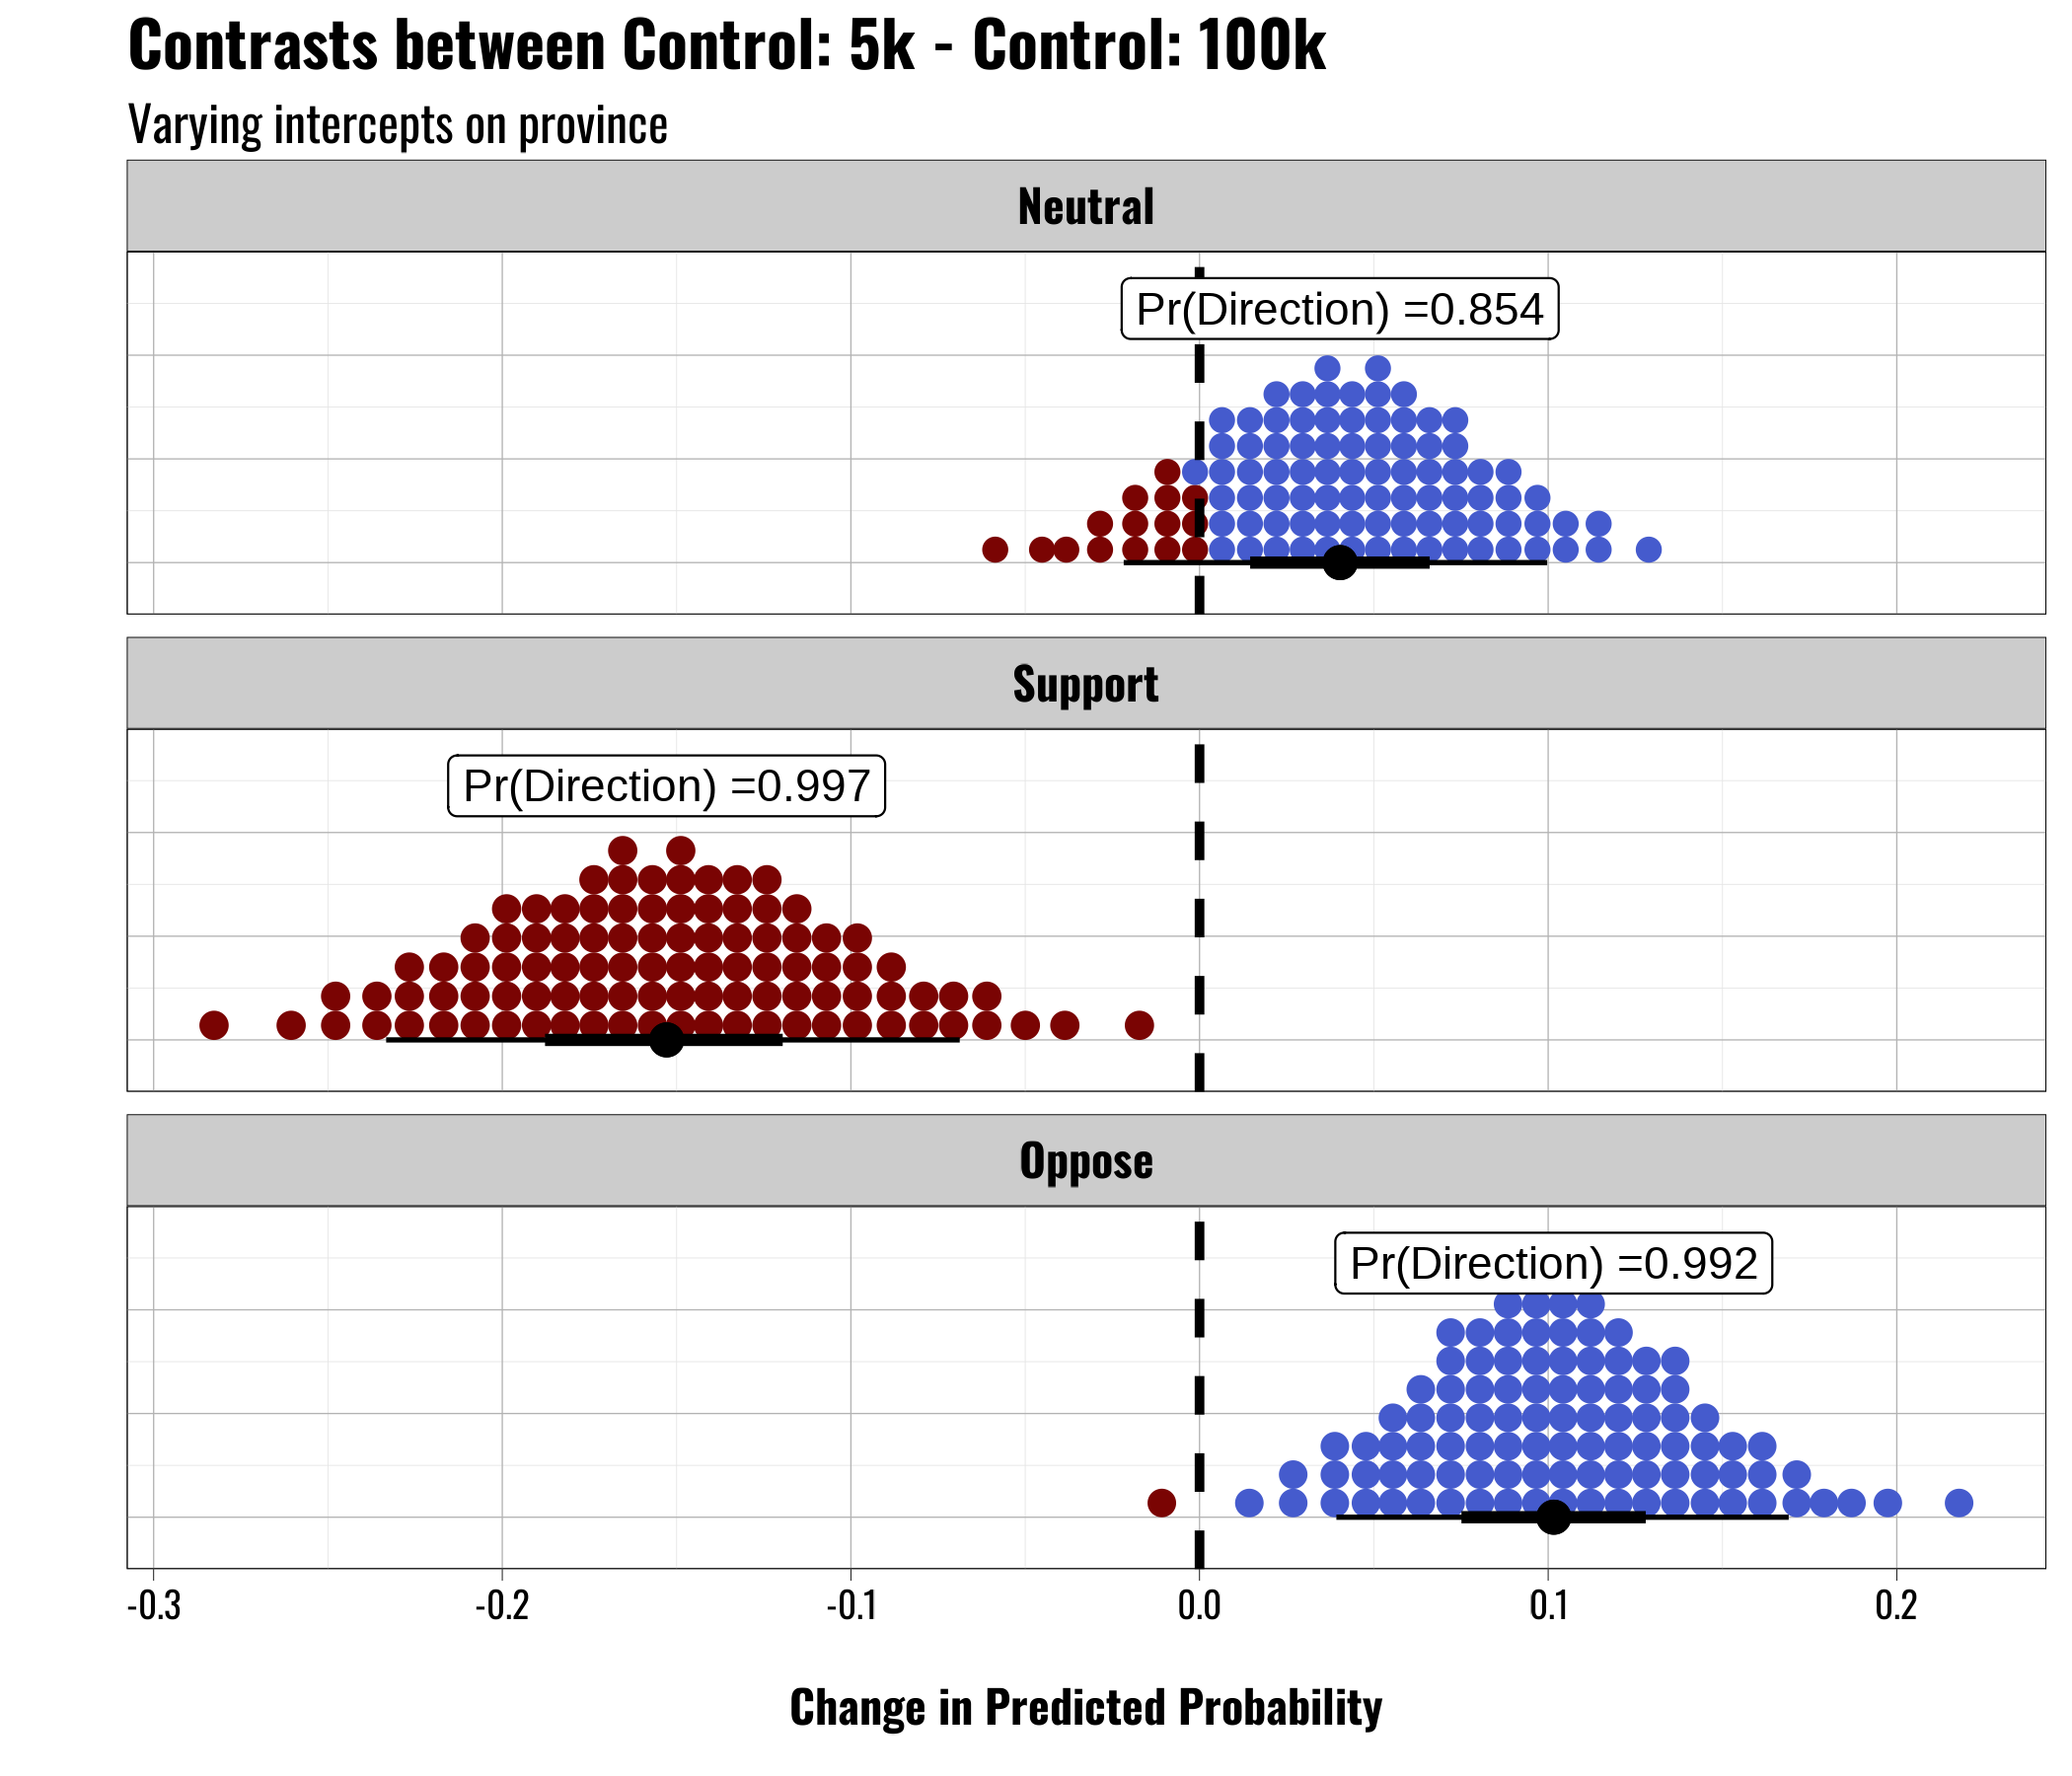 Contrasts between Control: 5k - Control: 100k
Varying intercepts on province
Neutral
Pr(Direction) =0.854
Support
Pr(Direction) =0.997
Oppose
Pr(Direction) =0.992
-0.3 -0.2 -0.1 0.0 0.1 0.2
Change in Predicted Probability